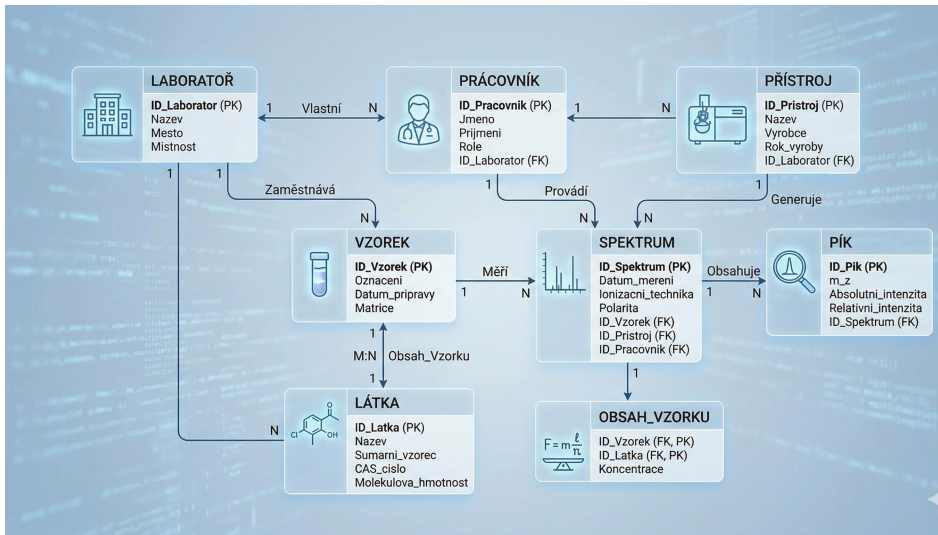 LABORATOŘ
ID_Laborator (PK)
Nazev
Mesto
Mistnost
1
Vlastní
N
PRÁCOVNÍK
ID_Pracovnik (PK)
Jmeno
Prijmeni
Role
ID_Laborator (FK)
1
N
PŘÍSTROJ
ID_Pristroj (PK)
Nazev
Vyrobce
Rok_vyroby
ID_Laborator (FK)
1
1
Zaměstnává
N
1
Provádí
N
1
Generuje
N
VZOREK
ID_Vzorek (PK)
Oznaceni
Datum_pripravy
Matrice
Měří
1
N
SPEKTRUM
ID_Spektrum (PK)
Datum_mereni
Ionizacni_technika
Polarita
ID_Vzorek (FK)
ID_Pristroj (FK)
ID_Pracovnik (FK)
Obsahuje
1
N
PÍK
ID_Pik (PK)
m_z
Absolutni_intenzita
Relativni_intenzita
ID_Spektrum (FK)
1
M:N
Obsah_Vzorku
1
N
O
Cl
OH
LÁTKA
ID_Latka (PK)
Nazev
Sumarni_vzorec
CAS_cislo
Molekulova_hmotnost
1
OBSAH_VZORKU
ID_Vzorek (FK, PK)
ID_Latka (FK, PK)
Koncentrace